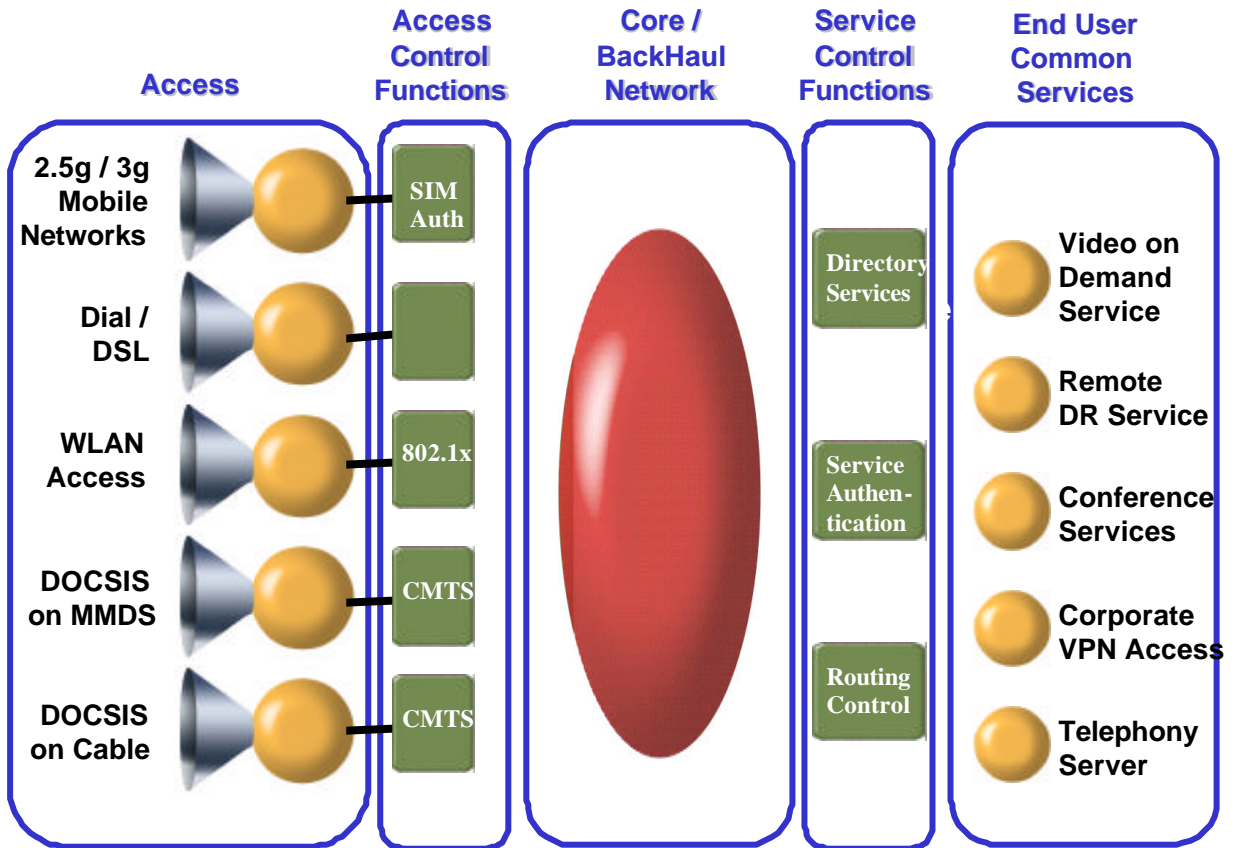 Access
Access
Control
Functions
Core /
BackHaul
Network
Service
Control
Functions
End User
Common
Services
2.5g / 3g
Mobile
Networks
Dial /
DSL
WLAN
Access
DOCSIS
on MMDS
DOCSIS
on Cable
SIM
Auth
802.1x
CMTS
CMTS
Directory
Services
e
Service
Authen-
tication
Routing
Control
Video on
Demand
Service
Remote
DR Service
Conference
Services
Corporate
VPN Access
Telephony
Server